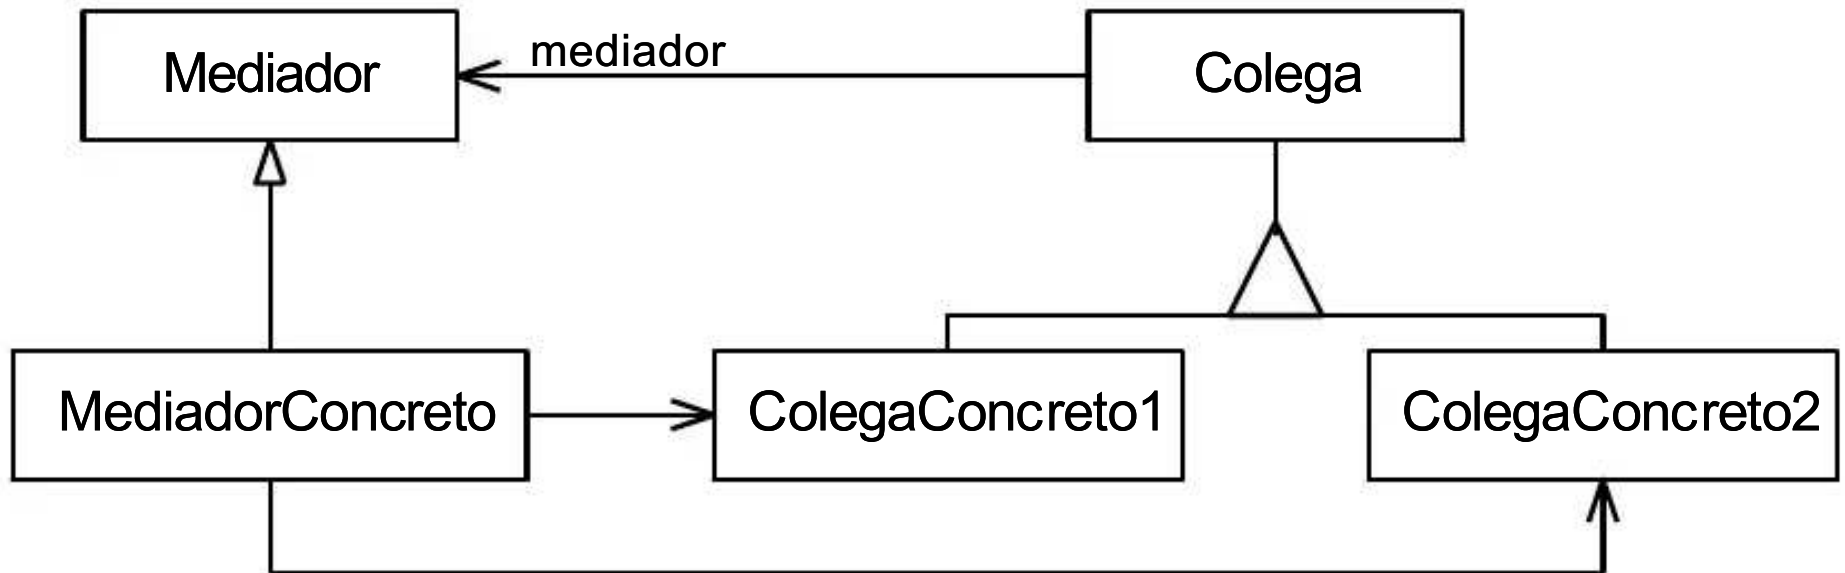 Mediador
mediador
Colega
MediadorConcreto
ColegaConcreto1
ColegaConcreto2